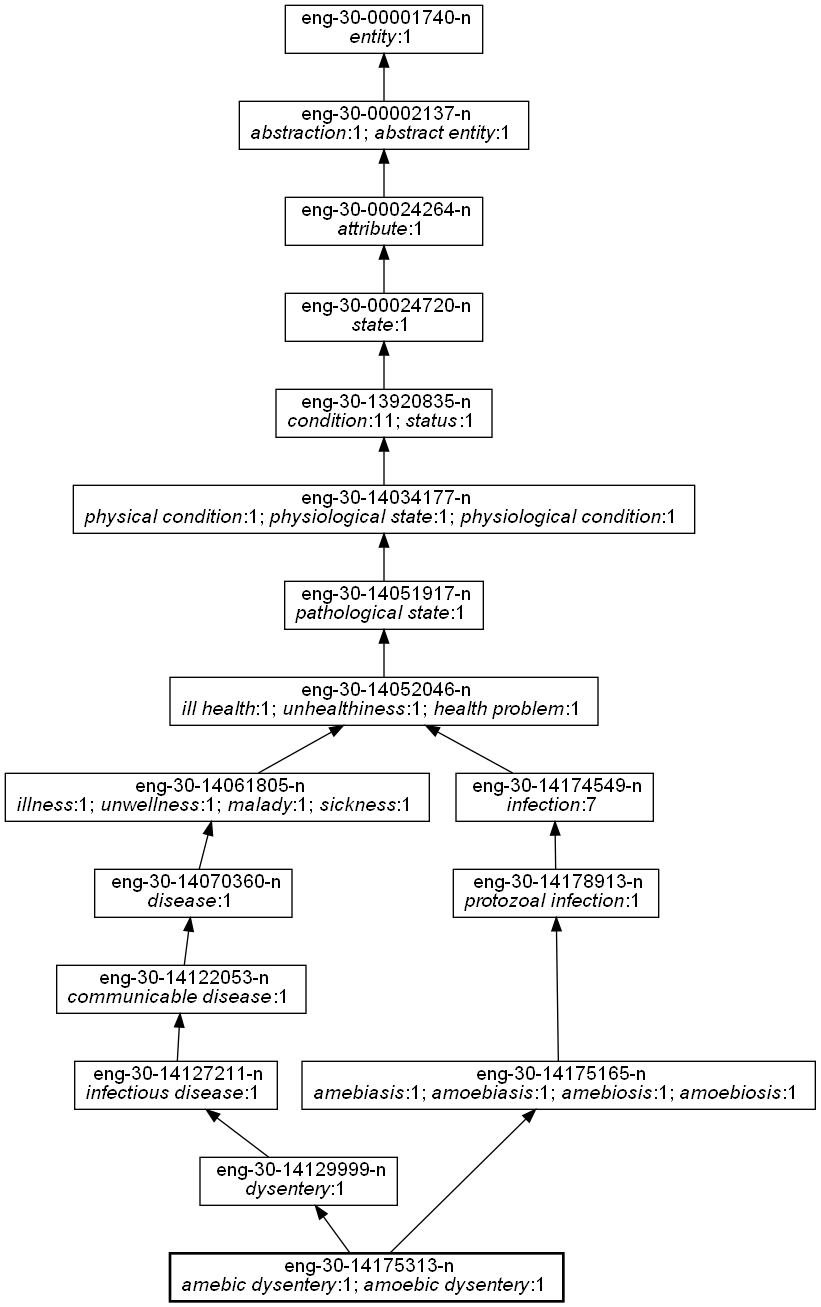 eng-30-00001740-n
entity:1
eng-30-00002137-n
abstraction:1; abstract entity:1
eng-30-00024264-n
attribute:1
eng-30-00024720-n
state:1
eng-30-13920835-n
condition:11; status:1
eng-30-14034177-n
physical condition:1; physiological state:1; physiological condition:1
eng-30-14051917-n
pathological state:1
eng-30-14052046-n
ill health:1; unhealthiness:1; health problem:1
eng-30-14061805-n
illness:1; unwellness:1; malady:1; sickness:1
eng-30-14174549-n
infection:7
eng-30-14070360-n
disease:1
eng-30-14178913-n
protozoal infection:1
eng-30-14122053-n
communicable disease:1
eng-30-14127211-n
infectious disease:1
eng-30-14175165-n
amebiasis:1; amoebiasis:1; amebiosis:1; amoebiosis:1
eng-30-14129999-n
dysentery:1
eng-30-14175313-n
amebic dysentery:1; amoebic dysentery:1